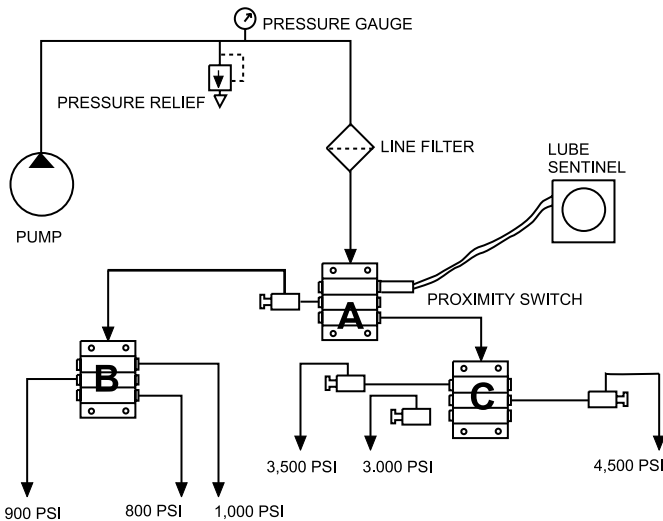 PRESSURE GAUGE
PRESSURE RELIEF
LINE FILTER
LUBE
SENTINEL
PUMP
PROXIMITY SWITCH
A
B
C
3,500 PSI
3.000 PSI
4,500 PSI
900 PSI
800 PSI
1,000 PSI